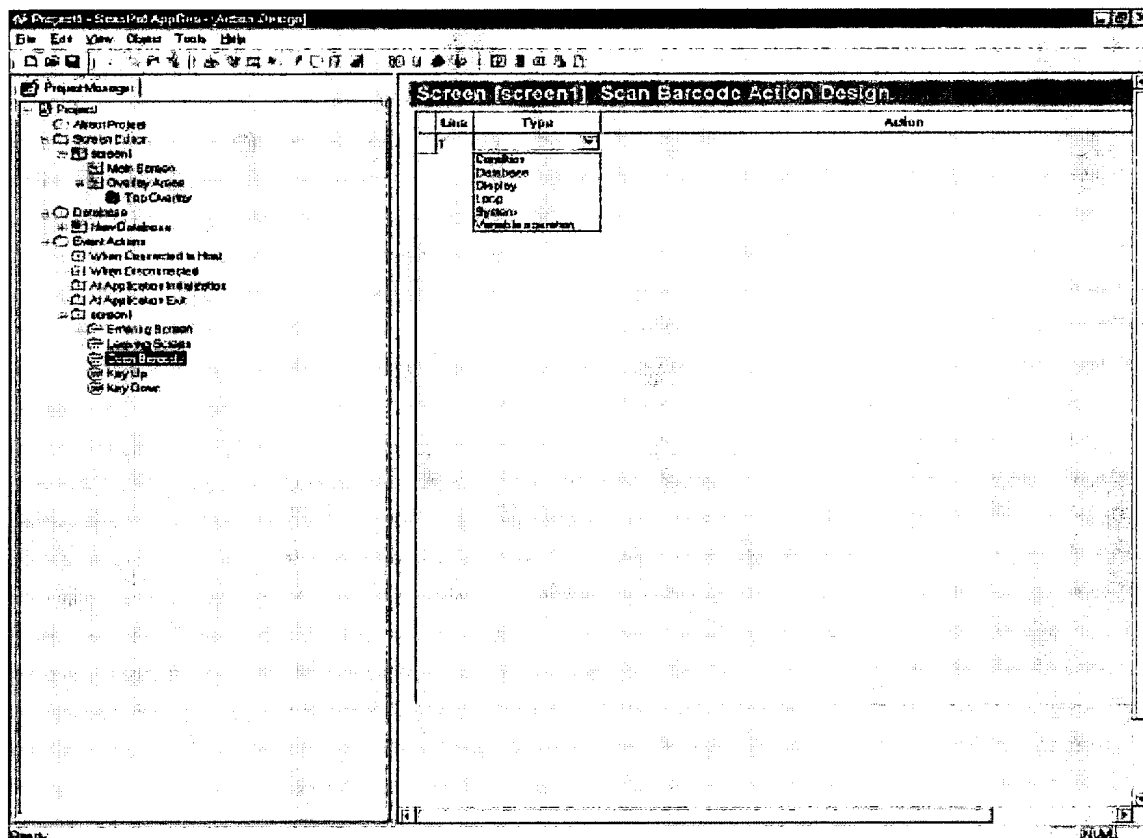 Project1 - ScanPal AppGen - [Action Design]
File Edit View Object Tools Help
Project Manager
Project
About Project
Screen Editor
screen1
Main Screen
Overlay Action
Top Overlay
Database
New Database
Event Actions
When Connected to Host
When Disconnected
At Application Initialization
At Application Exit
screen1
Entering Screen
Leaving Screen
Scan Barcode
Key Up
Key Down
Screen [screen1] Scan Barcode Action Design
Line Type Action
1
Condition
Database
Display
Loop
System
Variable operation
Ready
NUM